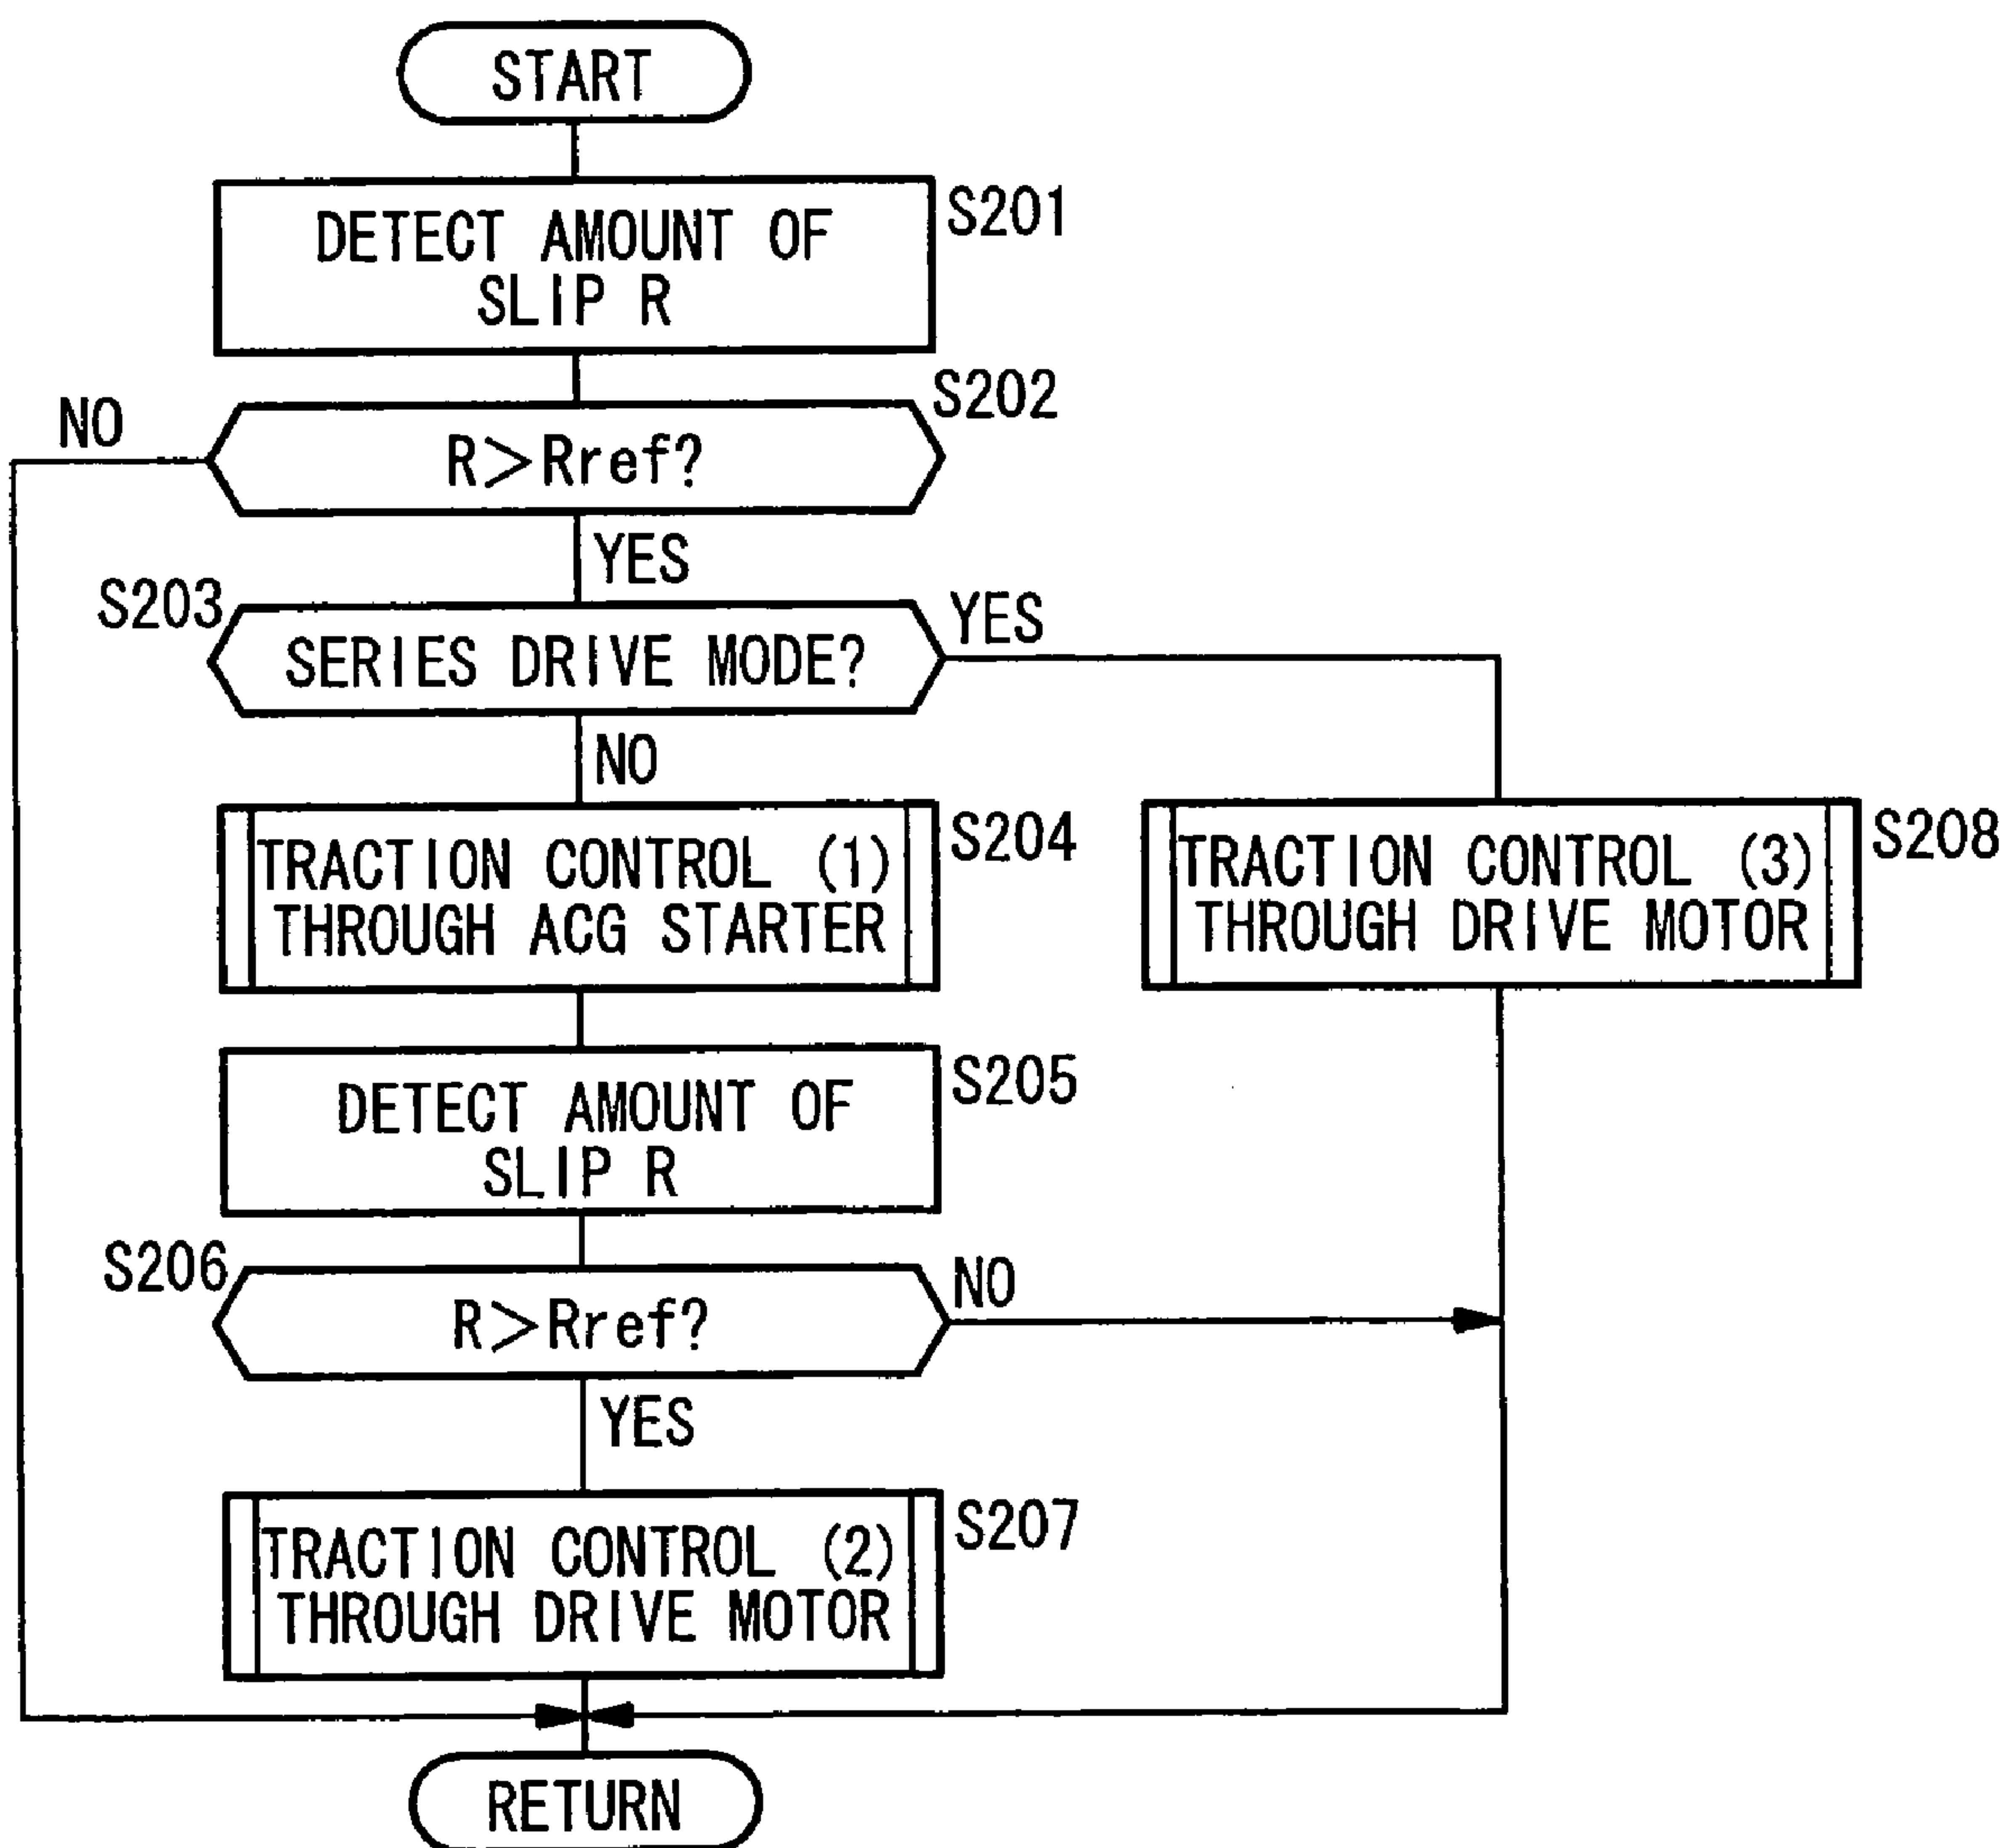 START
S201
DETECT AMOUNT OF
SLIP R
S202
NO
R>Rref?
YES
S203
YES
SERIES DRIVE MODE?
NO
S204
TRACTION CONTROL (1)
THROUGH ACG STARTER
S208
TRACTION CONTROL (3)
THROUGH DRIVE MOTOR
S205
DETECT AMOUNT OF
SLIP R
S206
NO
R>Rref?
YES
S207
TRACTION CONTROL (2)
THROUGH DRIVE MOTOR
RETURN